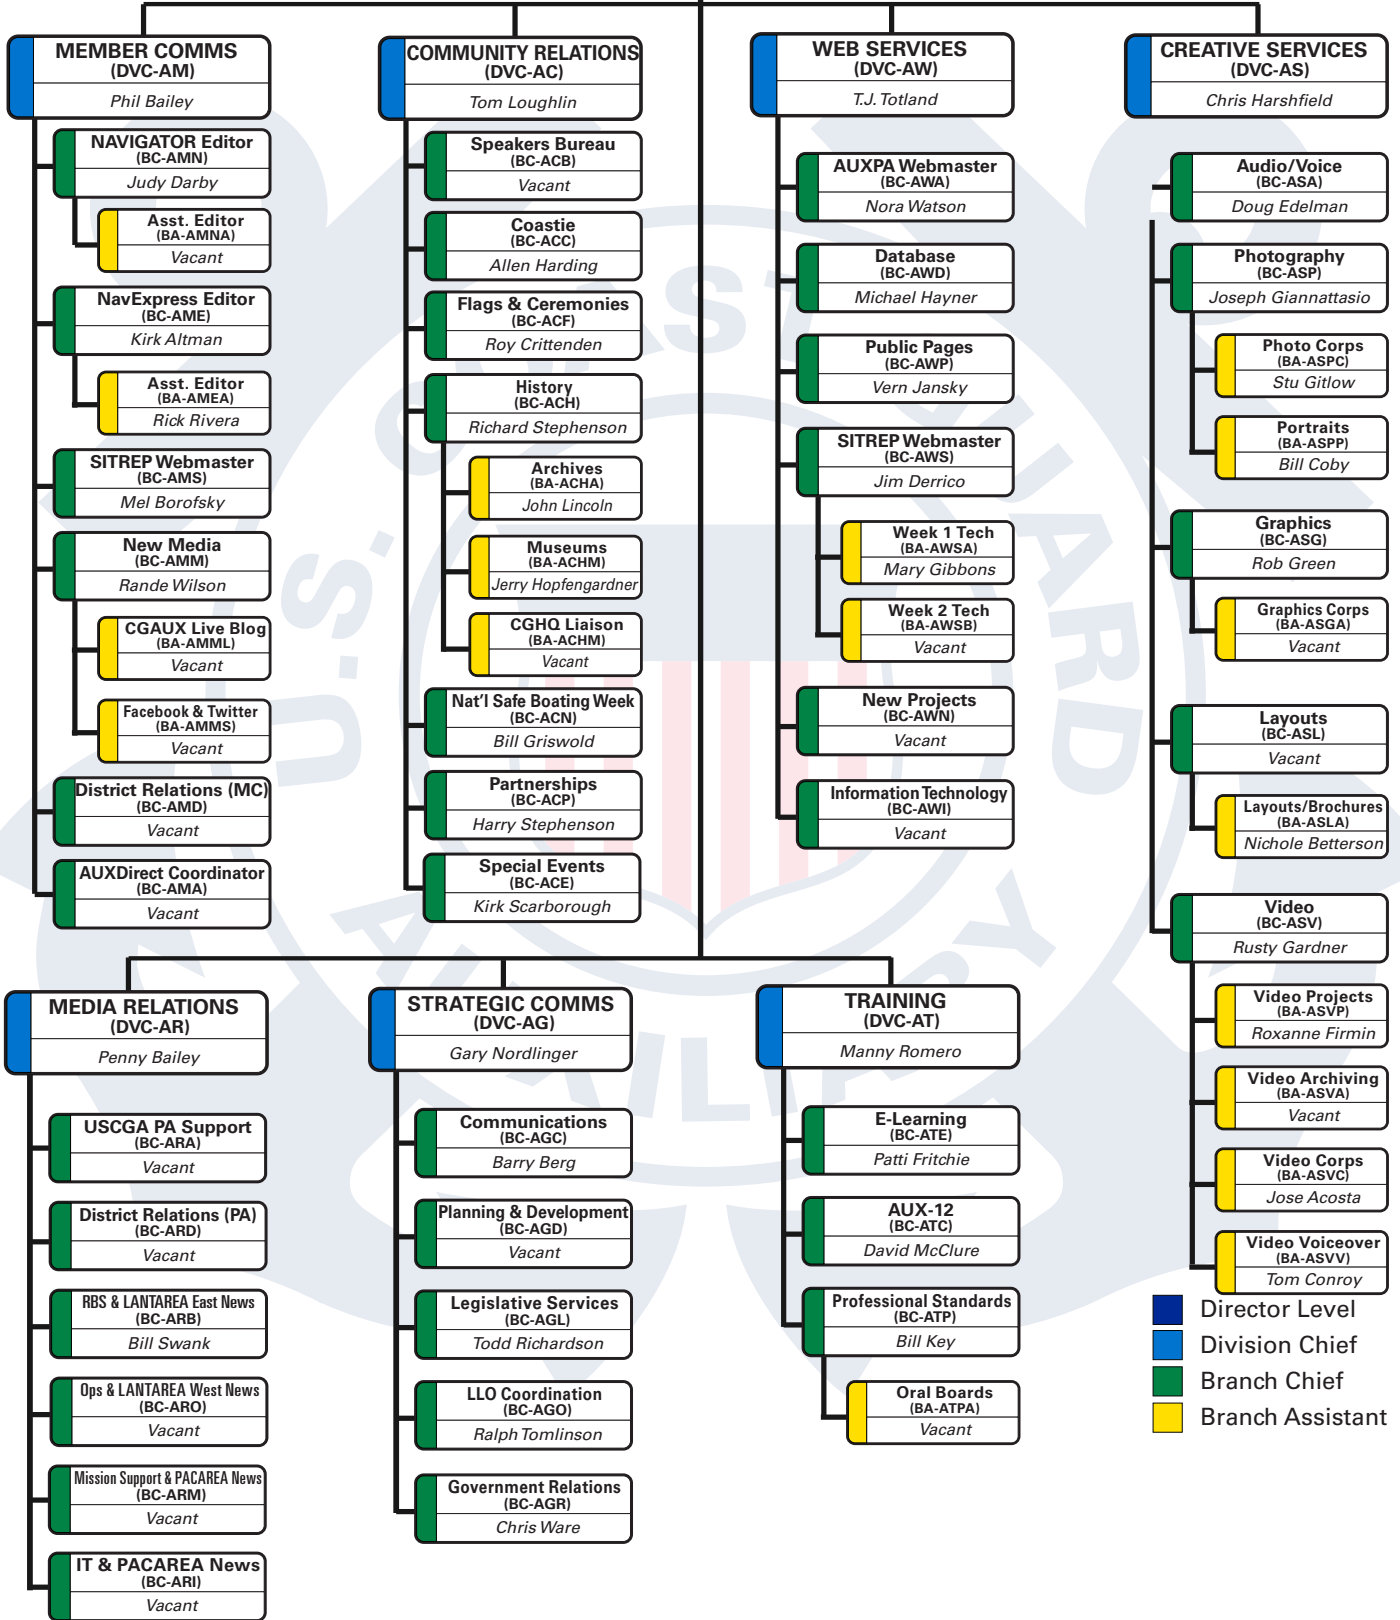 MEMBER COMMS
(DVC-AM)
Phil Bailey
NAVIGATOR Editor
(BC-AMN)
Judy Darby
Asst. Editor
(BA-AMNA)
Vacant
NavExpress Editor
(BC-AME)
Kirk Altman
Asst. Editor
(BA-AMEA)
Rick Rivera
SITREP Webmaster
(BC-AMS)
Mel Borofsky
New Media
(BC-AMM)
Rande Wilson
CGAUX Live Blog
(BA-AMML)
Vacant
Facebook & Twitter
(BA-AMMS)
Vacant
District Relations (MC)
(BC-AMD)
Vacant
AUXDirect Coordinator
(BC-AMA)
Vacant
COMMUNITY RELATIONS
(DVC-AC)
Tom Loughlin
Speakers Bureau
(BC-ACB)
Vacant
Coastie
(BC-ACC)
Allen Harding
Flags & Ceremonies
(BC-ACF)
Roy Crittenden
History
(BC-ACH)
Richard Stephenson
Archives
(BA-ACHA)
John Lincoln
Museums
(BA-ACHM)
Jerry Hopfengardner
CGHQ Liaison
(BA-ACHM)
Vacant
Nat'l Safe Boating Week
(BC-ACN)
Bill Griswold
Partnerships
(BC-ACP)
Harry Stephenson
Special Events
(BC-ACE)
Kirk Scarborough
WEB SERVICES
(DVC-AW)
T.J. Totland
AUXPA Webmaster
(BC-AWA)
Nora Watson
Database
(BC-AWD)
Michael Hayner
Public Pages
(BC-AWP)
Vern Jansky
SITREP Webmaster
(BC-AWS)
Jim Derrico
Week 1 Tech
(BA-AWSA)
Mary Gibbons
Week 2 Tech
(BA-AWSB)
Vacant
New Projects
(BC-AWN)
Vacant
Information Technology
(BC-AWI)
Vacant
CREATIVE SERVICES
(DVC-AS)
Chris Harshfield
Audio/Voice
(BC-ASA)
Doug Edelman
Photography
(BC-ASP)
Joseph Giannattasio
Photo Corps
(BA-ASPC)
Stu Gitlow
Portraits
(BA-ASPP)
Bill Coby
Graphics
(BC-ASG)
Rob Green
Graphics Corps
(BA-ASGA)
Vacant
Layouts
(BC-ASL)
Vacant
Layouts/Brochures
(BA-ASLA)
Nichole Betterson
Video
(BC-ASV)
Rusty Gardner
Video Projects
(BA-ASVP)
Roxanne Firmin
Video Archiving
(BA-ASVA)
Vacant
Video Corps
(BA-ASVC)
Jose Acosta
Video Voiceover
(BA-ASVV)
Tom Conroy
MEDIA RELATIONS
(DVC-AR)
Penny Bailey
USCGA PA Support
(BC-ARA)
Vacant
District Relations (PA)
(BC-ARD)
Vacant
RBS & LANTAREA East News
(BC-ARB)
Bill Swank
Ops & LANTAREA West News
(BC-ARO)
Vacant
Mission Support & PACAREA News
(BC-ARM)
Vacant
IT & PACAREA News
(BC-ARI)
Vacant
STRATEGIC COMMS
(DVC-AG)
Gary Nordlinger
Communications
(BC-AGC)
Barry Berg
Planning & Development
(BC-AGD)
Vacant
Legislative Services
(BC-AGL)
Todd Richardson
LLO Coordination
(BC-AGO)
Ralph Tomlinson
Government Relations
(BC-AGR)
Chris Ware
TRAINING
(DVC-AT)
Manny Romero
E-Learning
(BC-ATE)
Patti Fritchie
AUX-12
(BC-ATC)
David McClure
Professional Standards
(BC-ATP)
Bill Key
Oral Boards
(BA-ATPA)
Vacant
Director Level
Division Chief
Branch Chief
Branch Assistant
U.S. COAST GUARD
AUXILIARY